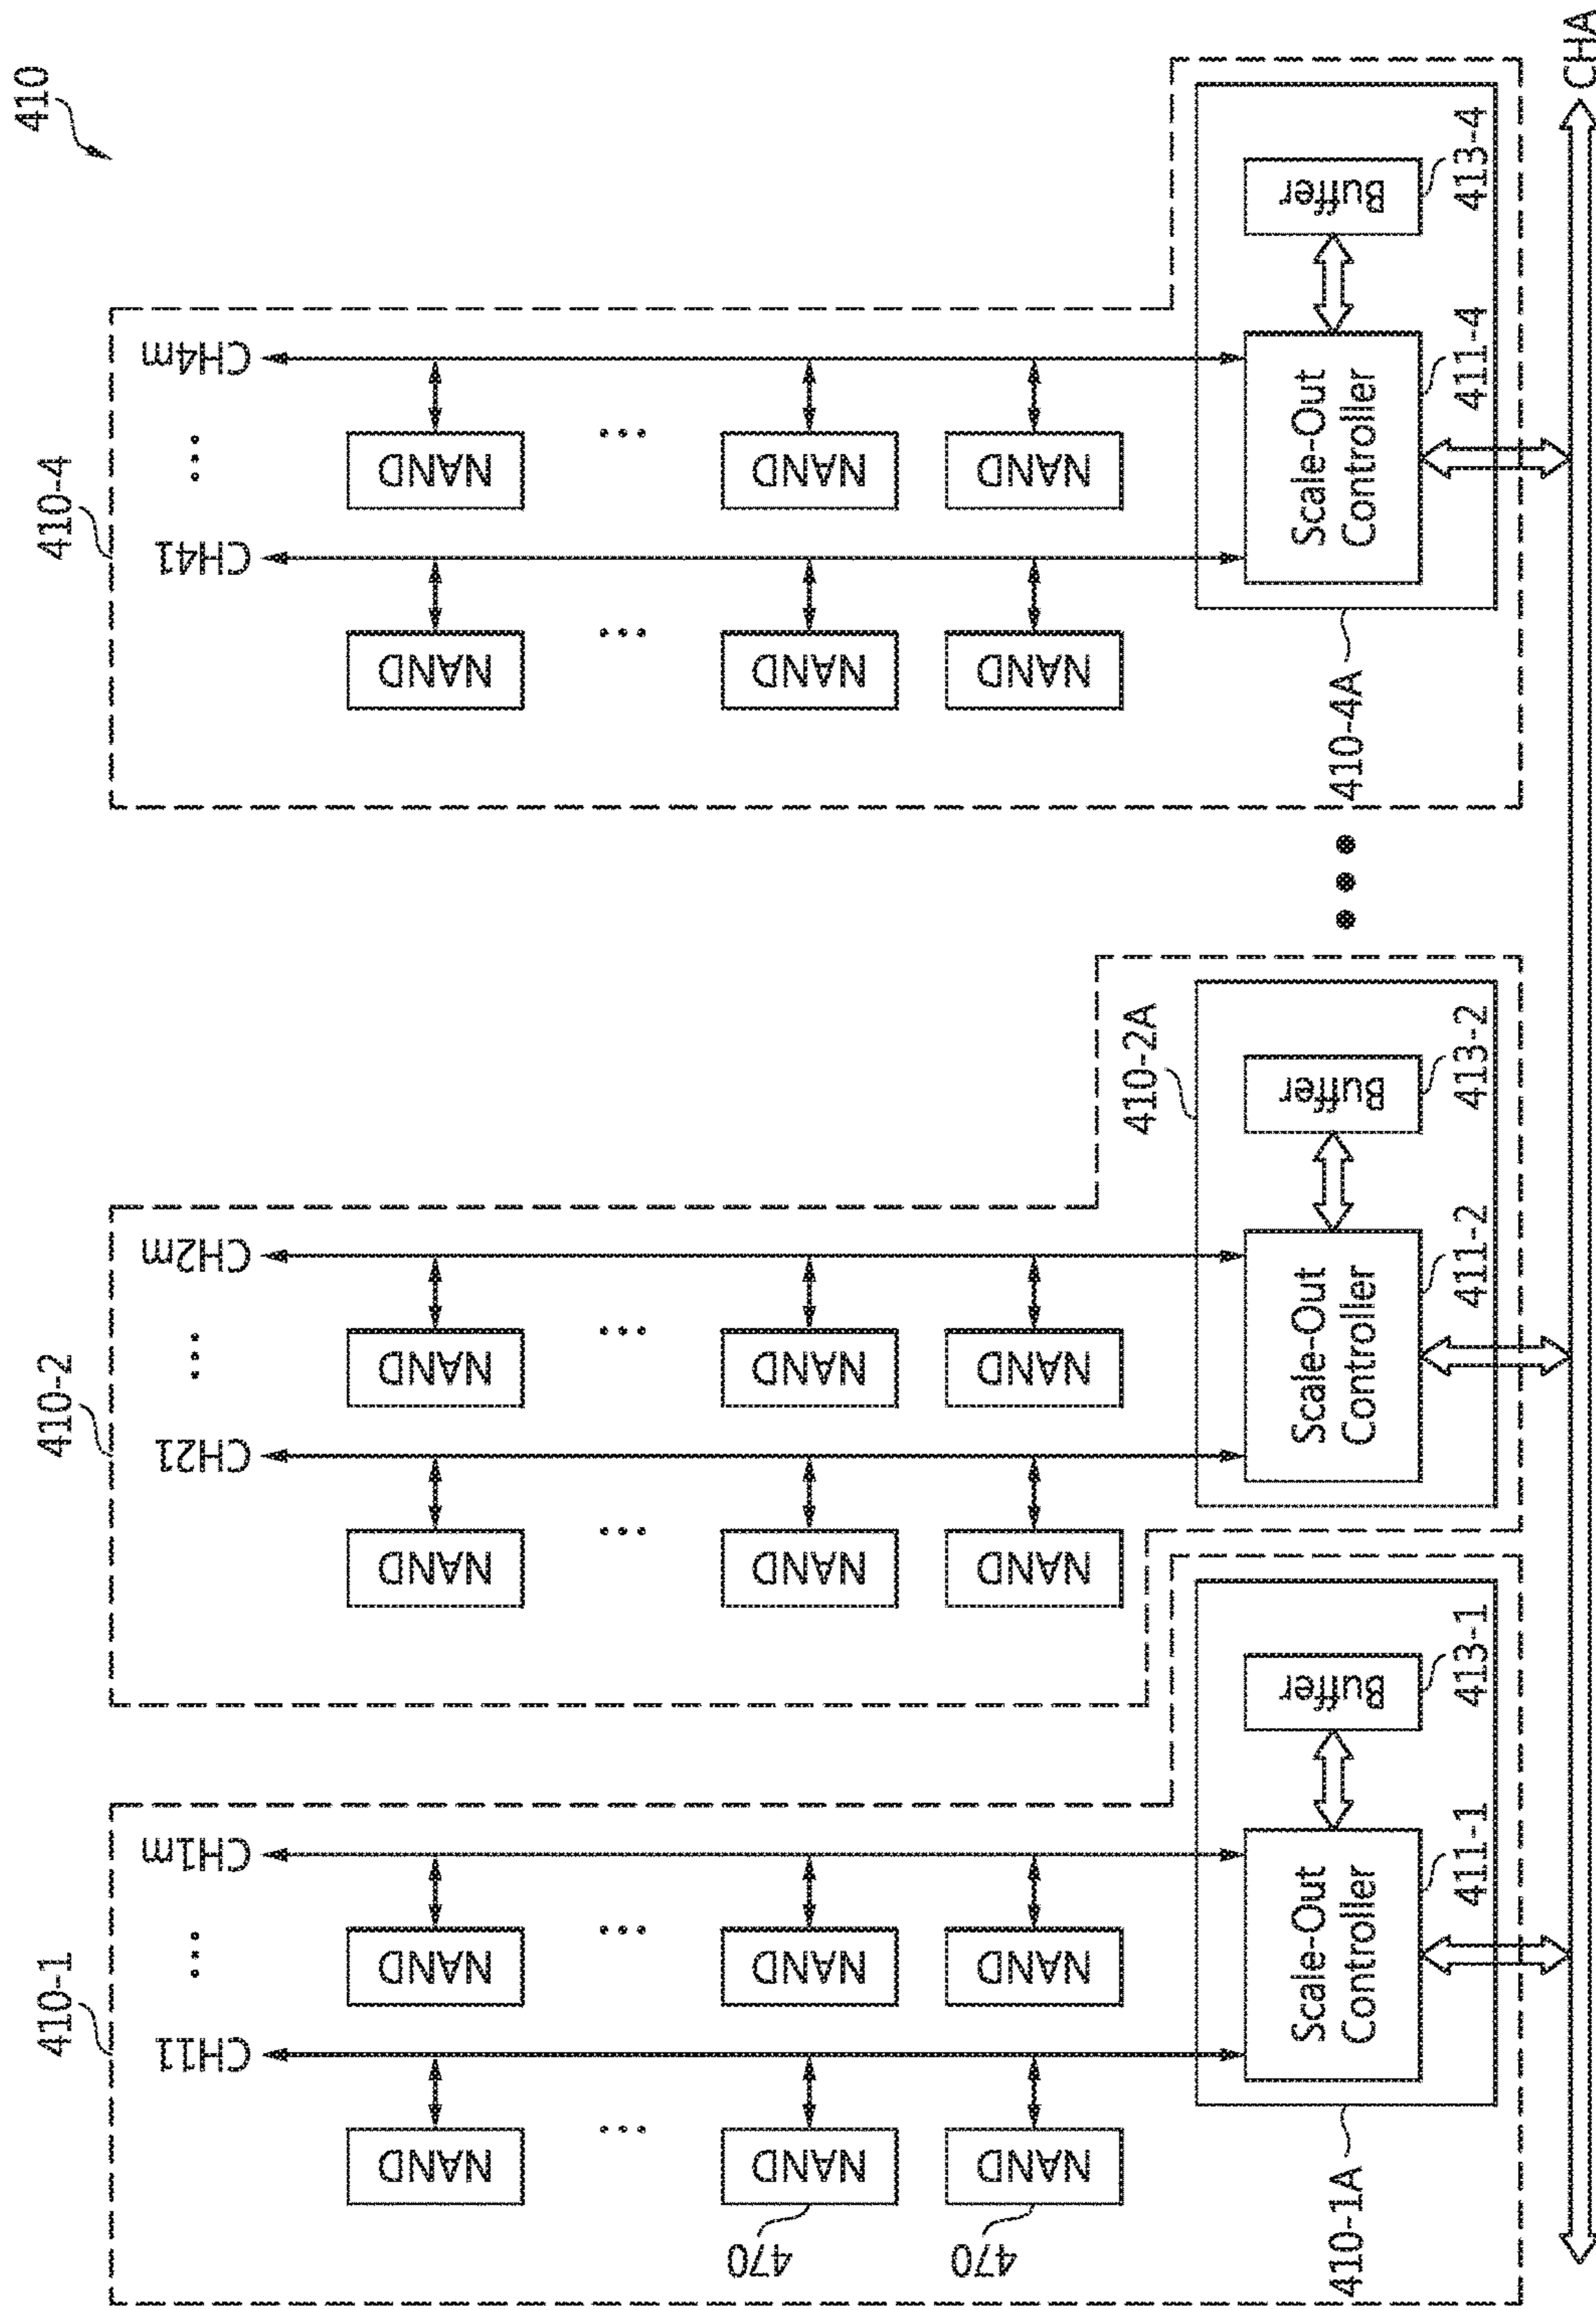 410
410-1
410-2
410-4
CH11
...
CH1m
CH21
...
CH2m
CH41
...
CH4m
NAND
NAND
NAND
NAND
NAND
NAND
...
...
...
...
...
...
470
NAND
NAND
NAND
NAND
NAND
NAND
470
NAND
NAND
NAND
NAND
NAND
NAND
410-1A
Scale-Out
Controller
Buffer
411-1
413-1
410-2A
Scale-Out
Controller
Buffer
411-2
413-2
...
410-4A
Scale-Out
Controller
Buffer
411-4
413-4
CHA